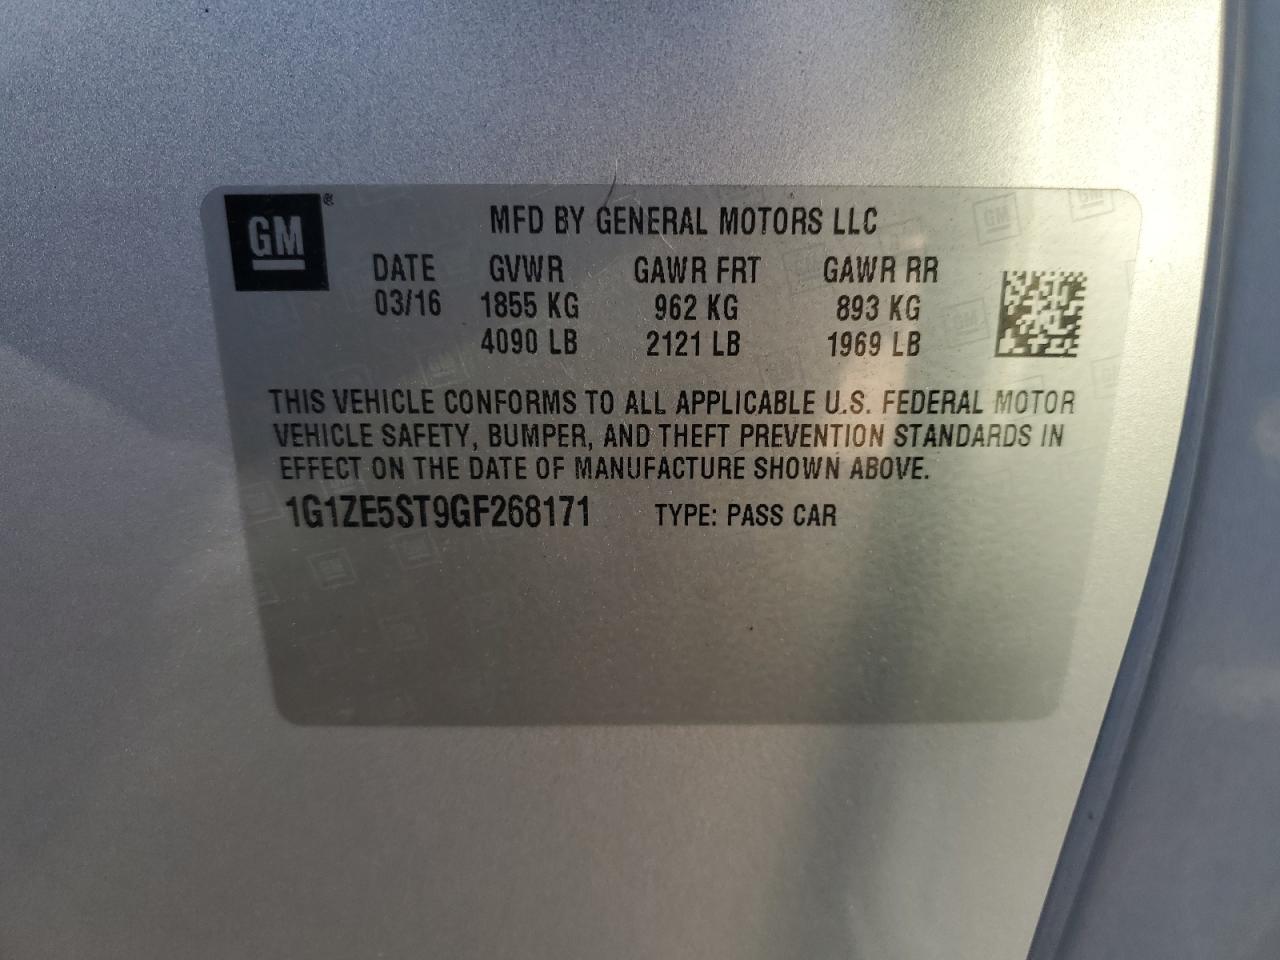 GM ®
MFD BY GENERAL MOTORS LLC
DATE GVWR GAWR FRT GAWR RR
03/16 1855 KG 962 KG 893 KG
4090 LB 2121 LB 1969 LB
THIS VEHICLE CONFORMS TO ALL APPLICABLE U.S. FEDERAL MOTOR
VEHICLE SAFETY, BUMPER, AND THEFT PREVENTION STANDARDS IN
EFFECT ON THE DATE OF MANUFACTURE SHOWN ABOVE.
1G1ZE5ST9GF268171 TYPE: PASS CAR